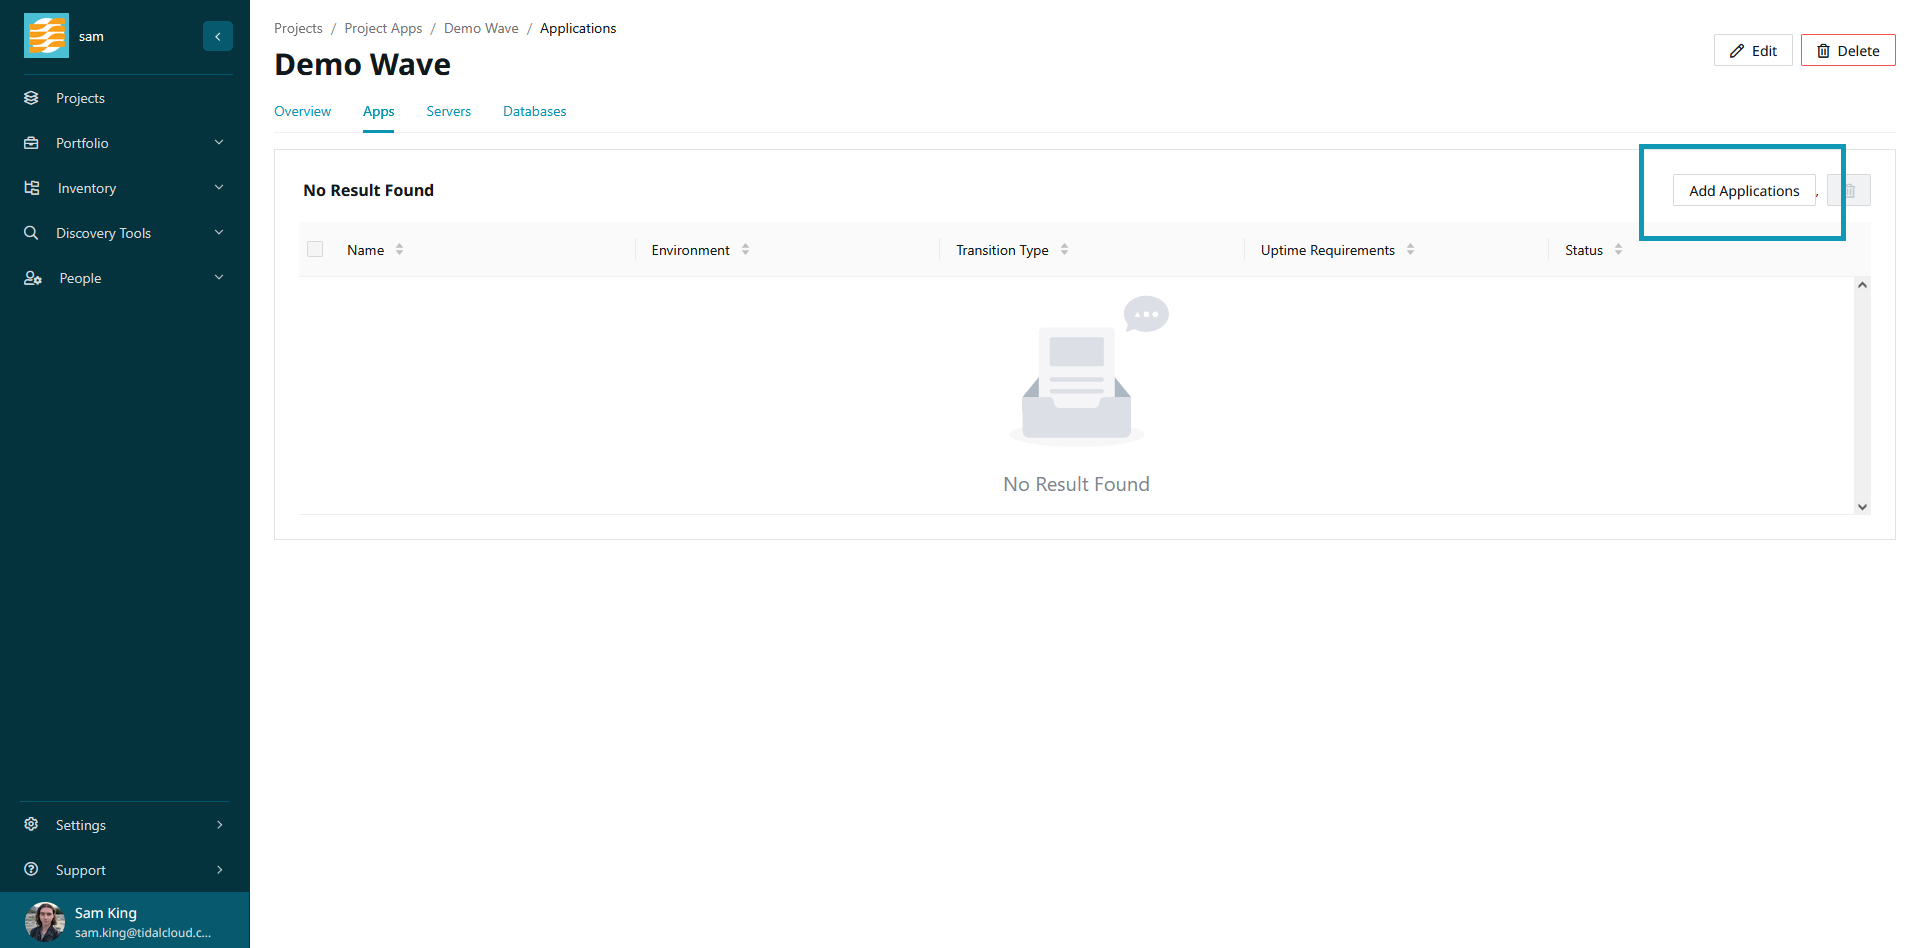 sam
Projects
Portfolio
Inventory
Discovery Tools
People
Settings
Support
Sam King
sam.king@tidalcloud.c...
Projects / Project Apps / Demo Wave / Applications
Demo Wave
Edit
Delete
Overview Apps Servers Databases
No Result Found
Add Applications
Name Environment Transition Type Uptime Requirements Status
No Result Found